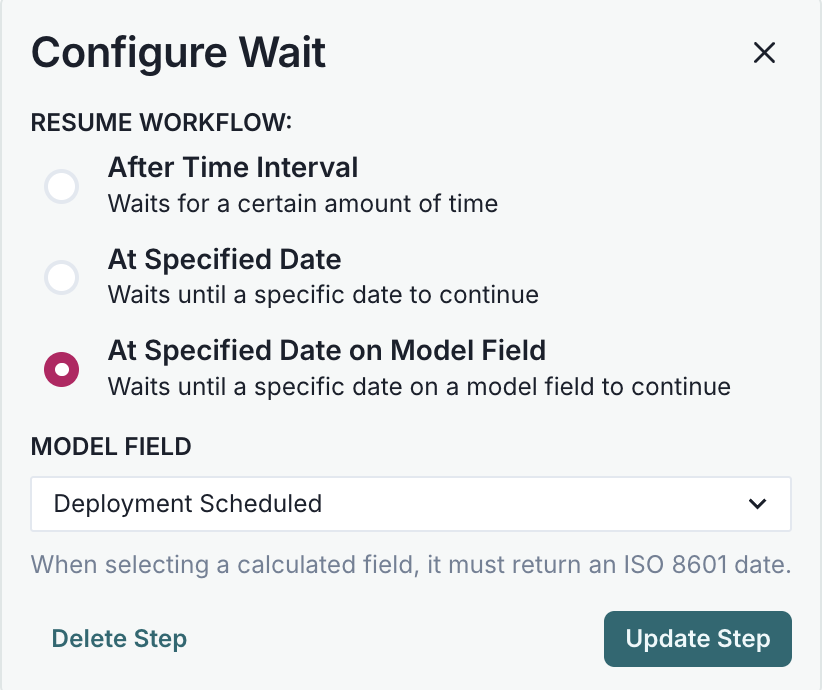 Configure Wait
RESUME WORKFLOW:
After Time Interval
Waits for a certain amount of time
At Specified Date
Waits until a specific date to continue
At Specified Date on Model Field
Waits until a specific date on a model field to continue
MODEL FIELD
Deployment Scheduled
When selecting a calculated field, it must return an ISO 8601 date.
Delete Step
Update Step